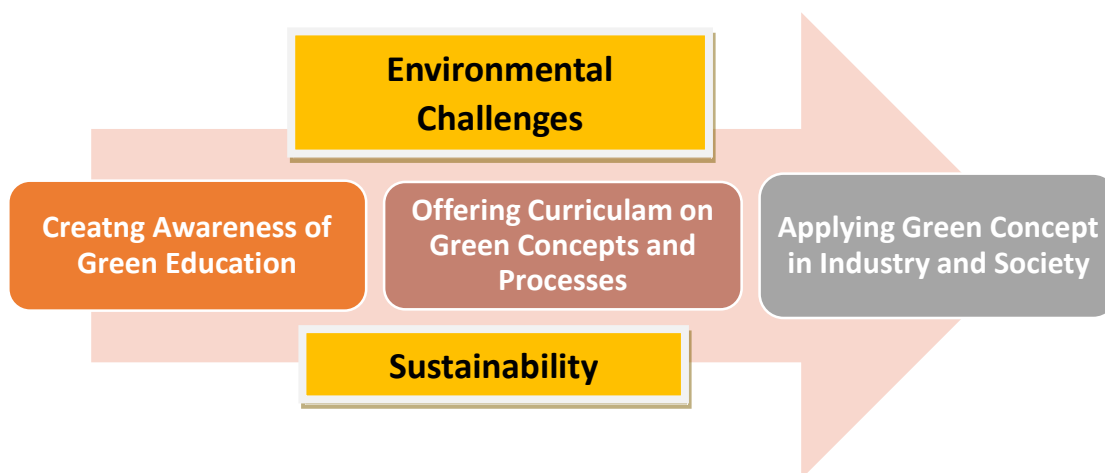 Environmental
Challenges
Creatng Awareness of
Green Education
Offering Curriculam on
Green Concepts and
Processes
Applying Green Concept
in Industry and Society
Sustainability